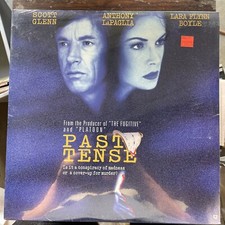 SCOTT GLENN
ANTHONY LaPAGLIA
LARA FLYNN BOYLE
From the Producer of "THE FUGITIVE"
and "PLATOON"
PAST
TENSE
Is it a conspiracy of madness
or a cover-up for murder?